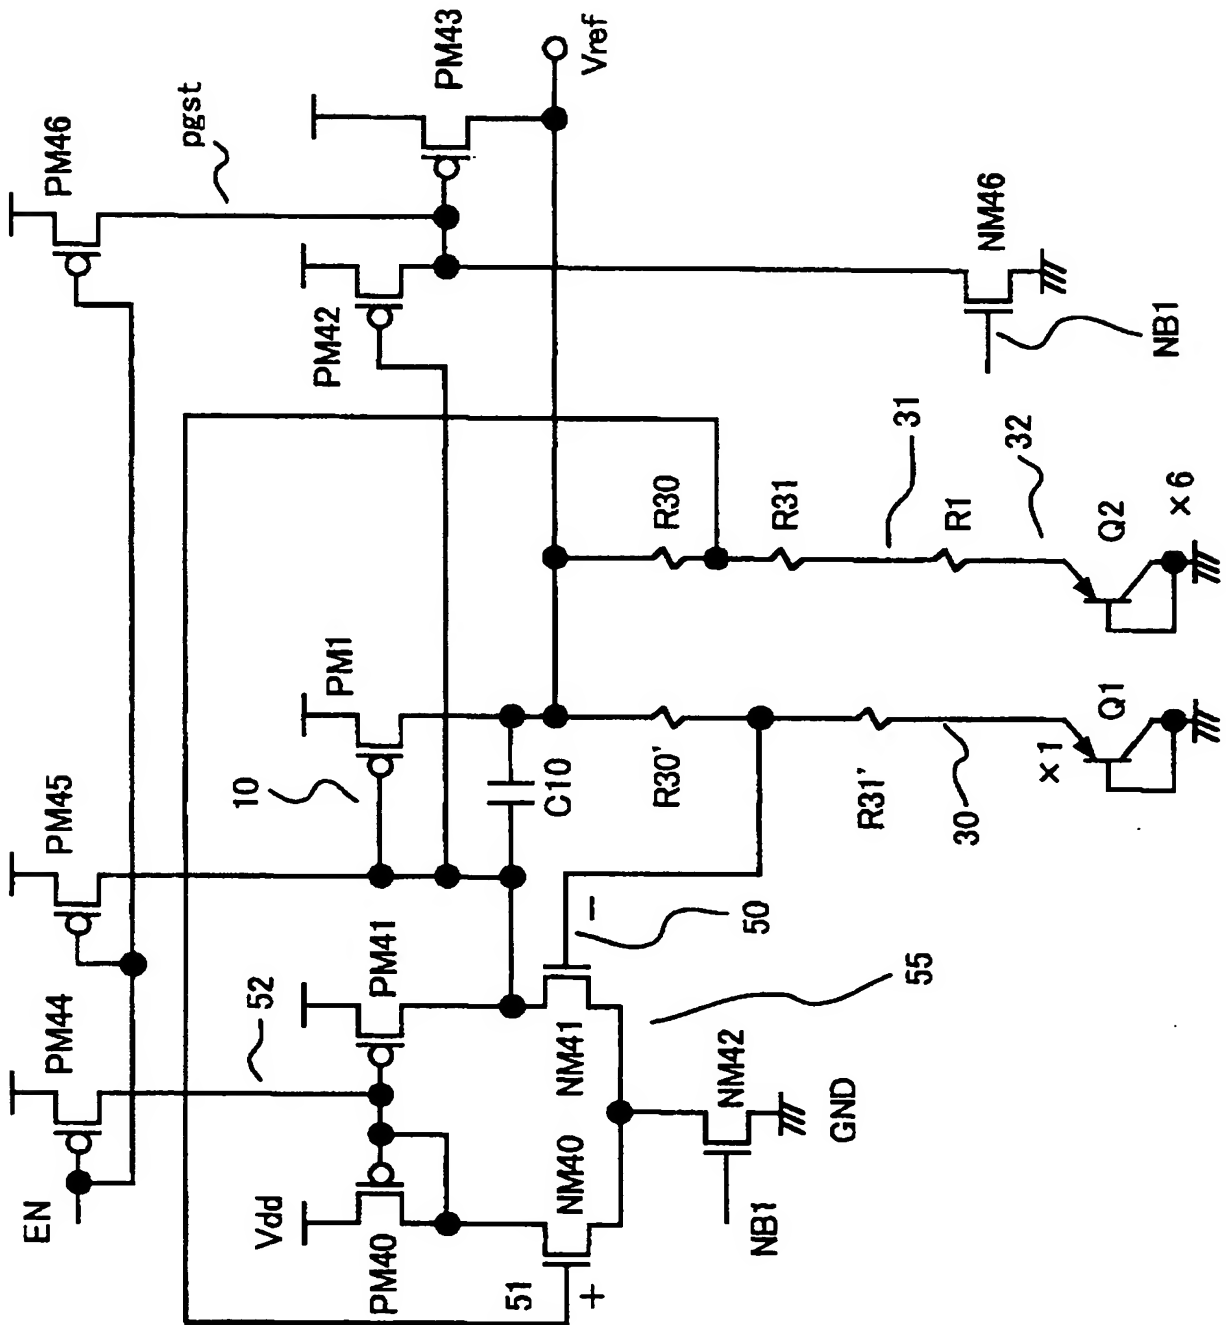 EN
PM44
PM45
PM46
pgst
52
10
Vdd
PM40
PM41
PM1
PM42
PM43
Vref
C10
51
+
NM40
NM41
−
50
R30'
R30
R31'
R31
31
30
R1
32
55
NB1
NM42
GND
×1
Q1
Q2
×6
NM46
NB1